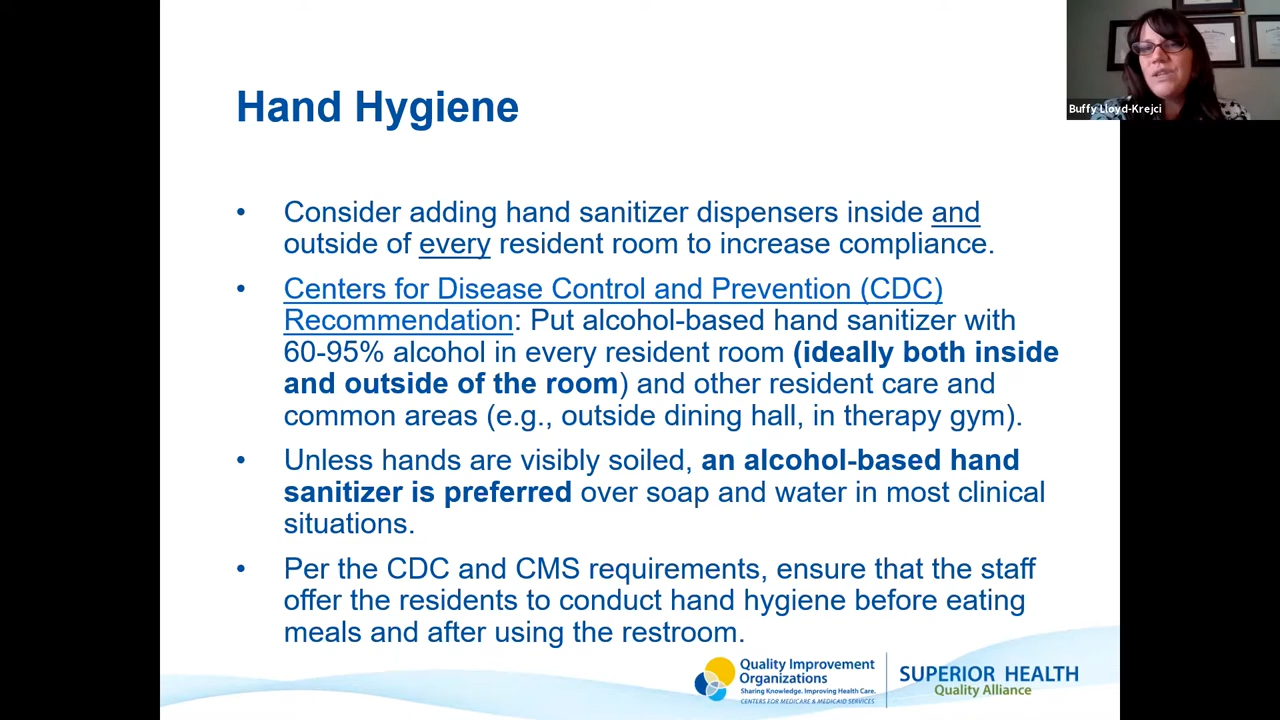 Hand Hygiene
Buffy Lloyd-Krejci
• Consider adding hand sanitizer dispensers inside and
outside of every resident room to increase compliance.
• Centers for Disease Control and Prevention (CDC)
Recommendation: Put alcohol-based hand sanitizer with
60-95% alcohol in every resident room (ideally both inside
and outside of the room) and other resident care and
common areas (e.g., outside dining hall, in therapy gym).
• Unless hands are visibly soiled, an alcohol-based hand
sanitizer is preferred over soap and water in most clinical
situations.
• Per the CDC and CMS requirements, ensure that the staff
offer the residents to conduct hand hygiene before eating
meals and after using the restroom.
Quality Improvement
Organizations
Sharing Knowledge. Improving Health Care.
CENTERS FOR MEDICARE & MEDICAID SERVICES
SUPERIOR HEALTH
Quality Alliance